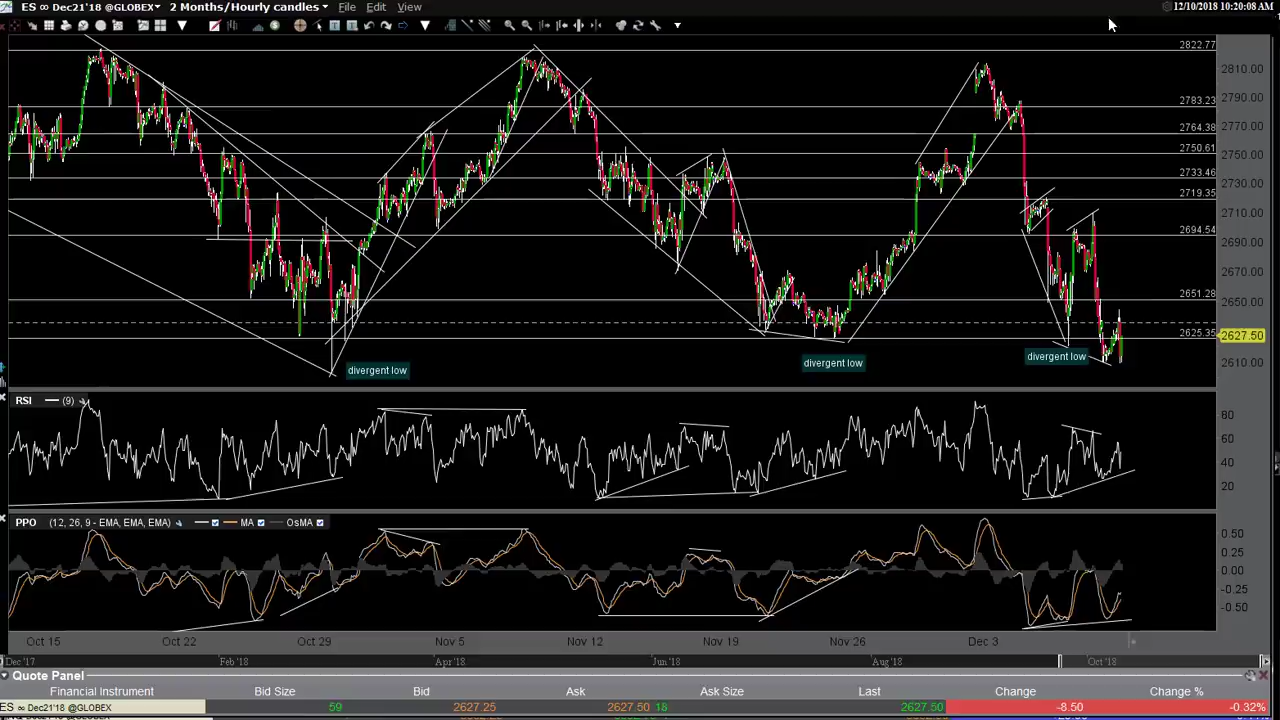 ES ∞ Dec21'18 @GLOBEX 2 Months/Hourly candles File Edit View 12/10/2018 10:20:08 AM
2822.77
2810.00
2790.00
2783.23
2770.00
2764.38
2750.61
2750.00
2733.46
2730.00
2719.35
2710.00
2694.54
2690.00
2670.00
2651.28
2650.00
2625.35
2627.50
2610.00
divergent low
divergent low
divergent low
RSI (9)
80
60
40
20
PPO (12, 26, 9 - EMA, EMA, EMA) MA OsMA
0.50
0.25
0.00
-0.25
-0.50
Oct 15 Oct 22 Oct 29 Nov 5 Nov 12 Nov 19 Nov 26 Dec 3
Dec '17 Feb '18 Apr '18 Jun '18 Aug '18 Oct '18
Quote Panel
Financial Instrument Bid Size Bid Ask Ask Size Last Change Change %
ES ∞ Dec21'18 @GLOBEX 59 2627.25 2627.50 18 2627.50 -8.50 -0.32%